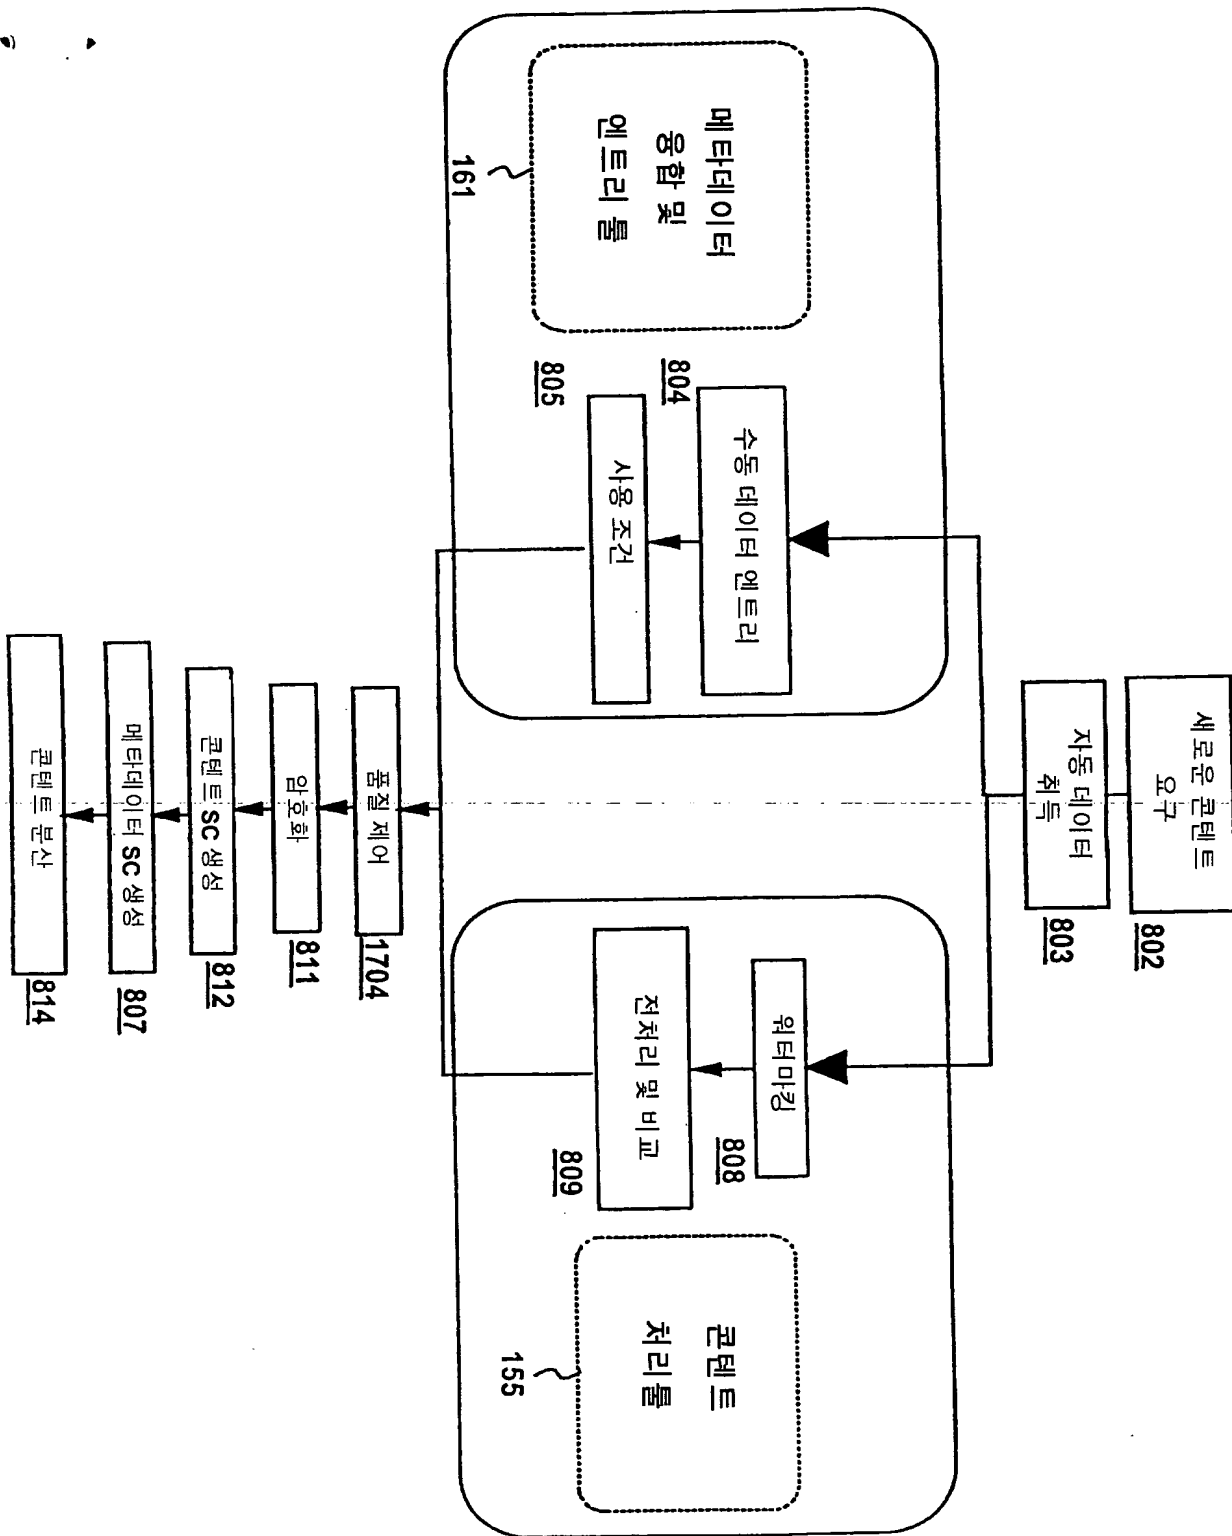 새로운 콘텐트
요구
802
자동 데이터
취득
803
메타데이터
융합 및
엔트리 툴
161
수동 데이터 엔트리
804
사용 조건
805
워터마킹
808
전처리 및 비교
809
콘텐트
처리툴
155
품질 제어
1704
암호화
811
콘텐트 SC 생성
812
메타데이터 SC 생성
807
콘텐트 분산
814